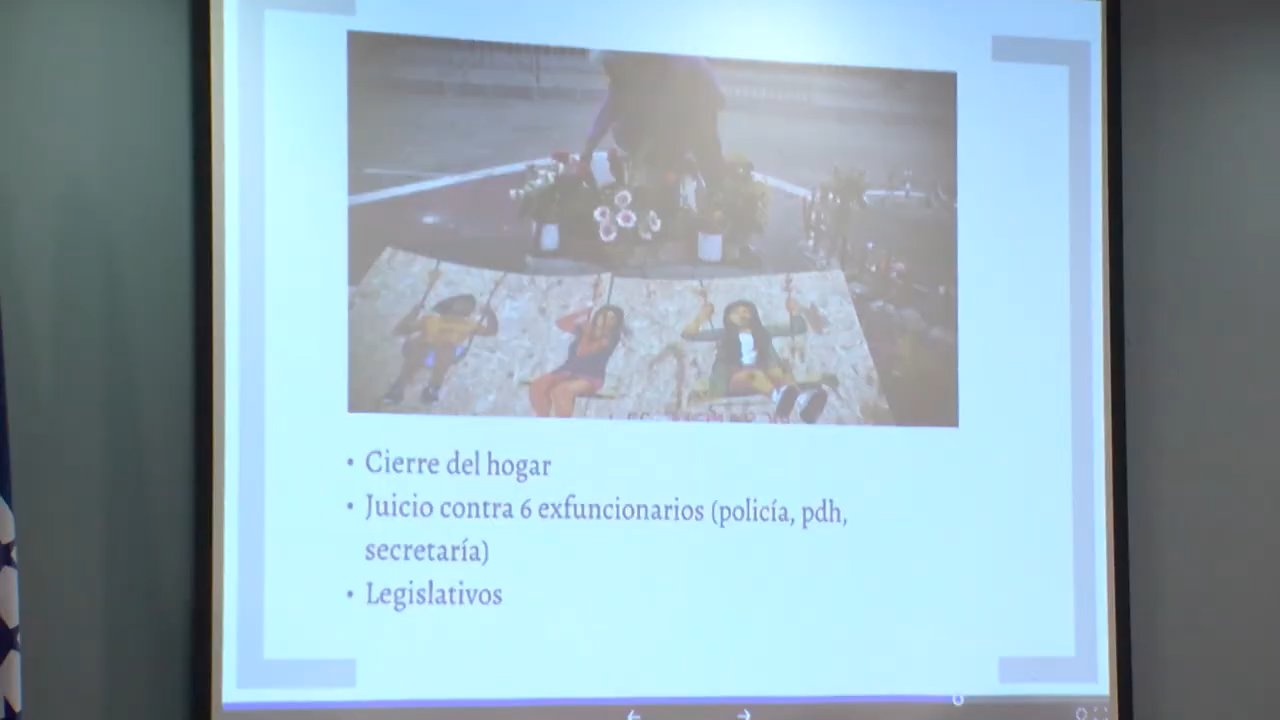 • Cierre del hogar
• Juicio contra 6 exfuncionarios (policía, pdh,
secretaría)
• Legislativos